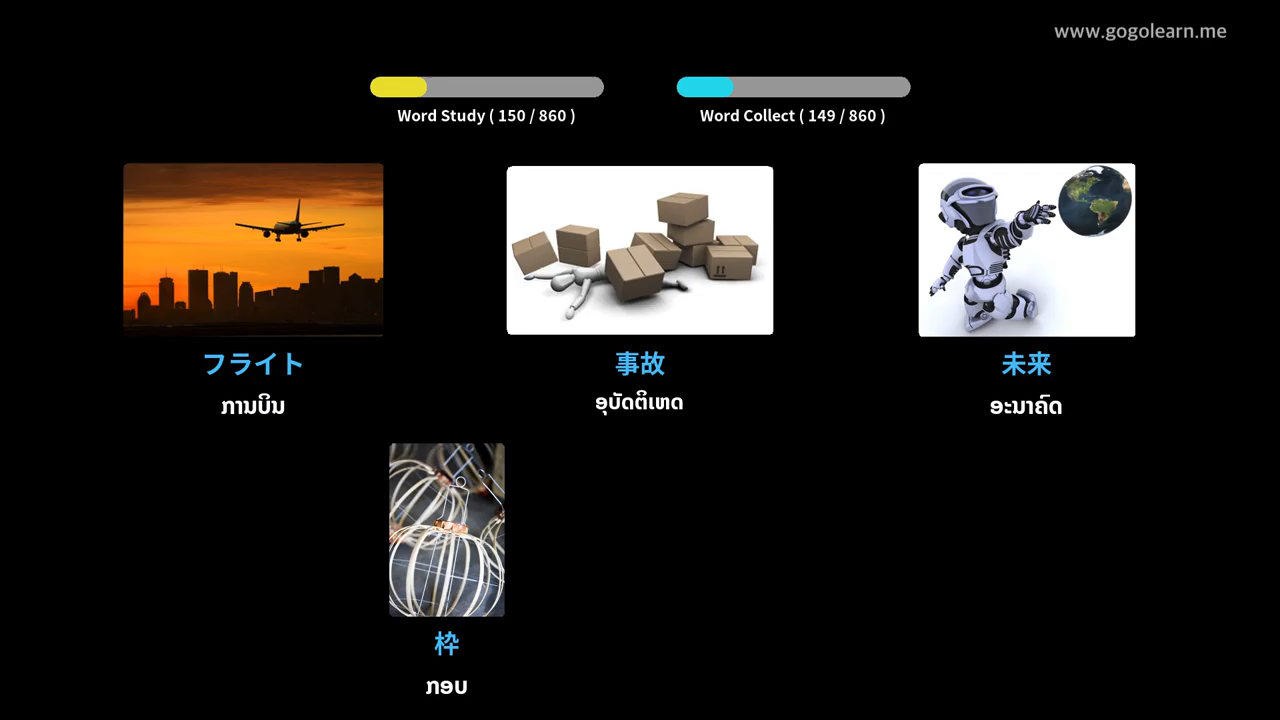 www.gogolearn.me
Word Study ( 150 / 860 )
Word Collect ( 149 / 860 )
フライト
ການບິນ
事故
ອຸບັດຕິເຫດ
未来
ອະນາຄົດ
枠
ກອບ